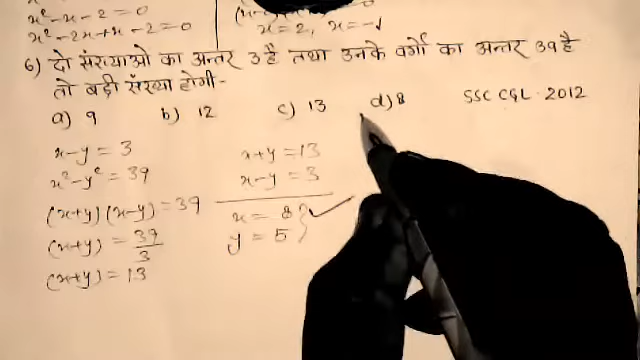 x² - x - 2 = 0
x² - 2x + x - 2 = 0
x = 2, x = -1
6) दो संख्याओ का अन्तर 3 है तथा उनके वर्गों का अन्तर 39 है
तो बडी संख्या होगी-
a) 9 b) 12 c) 13 d) 8 SSC CGL - 2012
x - y = 3
x² - y² = 39
(x+y) (x-y) = 39
(x+y) = 39/3
(x+y) = 13
x+y = 13
x-y = 3
x = 8
y = 5